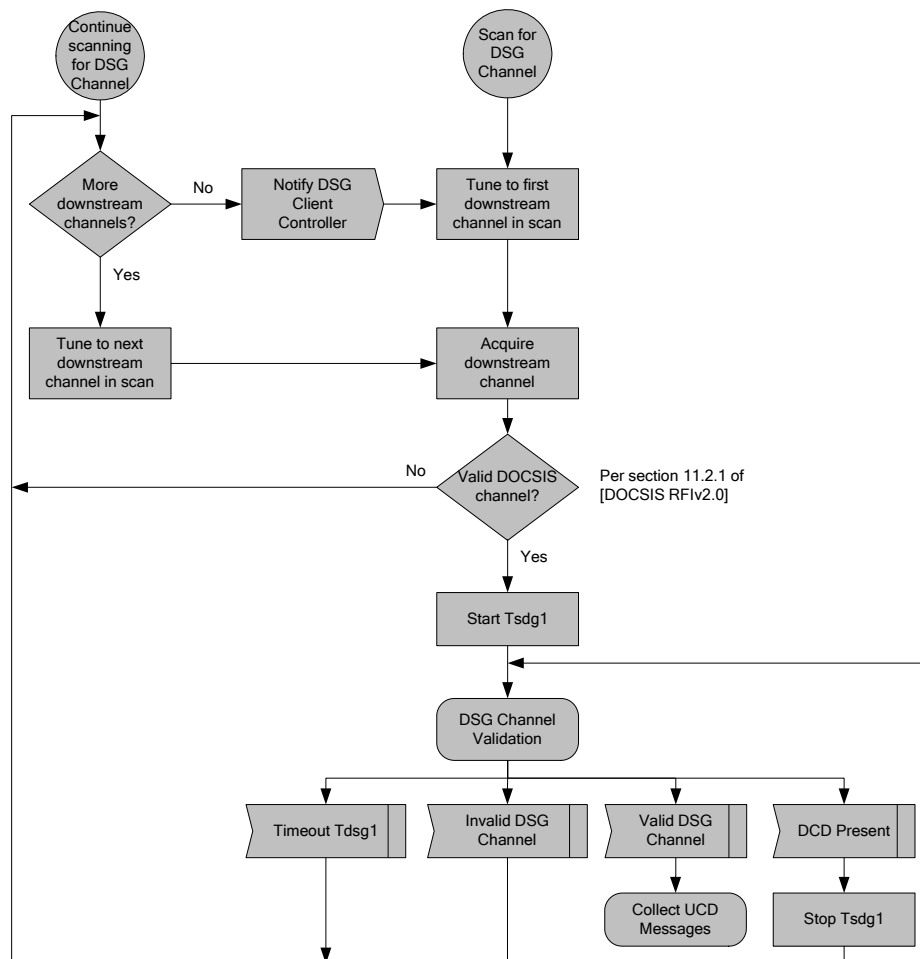 Continue
scanning
for DSG
Channel
Scan for
DSG
Channel
More
downstream
channels?
No
Notify DSG
Client
Controller
Tune to first
downstream
channel in scan
Yes
Tune to next
downstream
channel in scan
Acquire
downstream
channel
No
Valid DOCSIS
channel?
Per section 11.2.1 of
[DOCSIS RFIv2.0]
Yes
Start Tsdg1
DSG Channel
Validation
Timeout Tdsg1
Invalid DSG
Channel
Valid DSG
Channel
DCD Present
Collect UCD
Messages
Stop Tsdg1